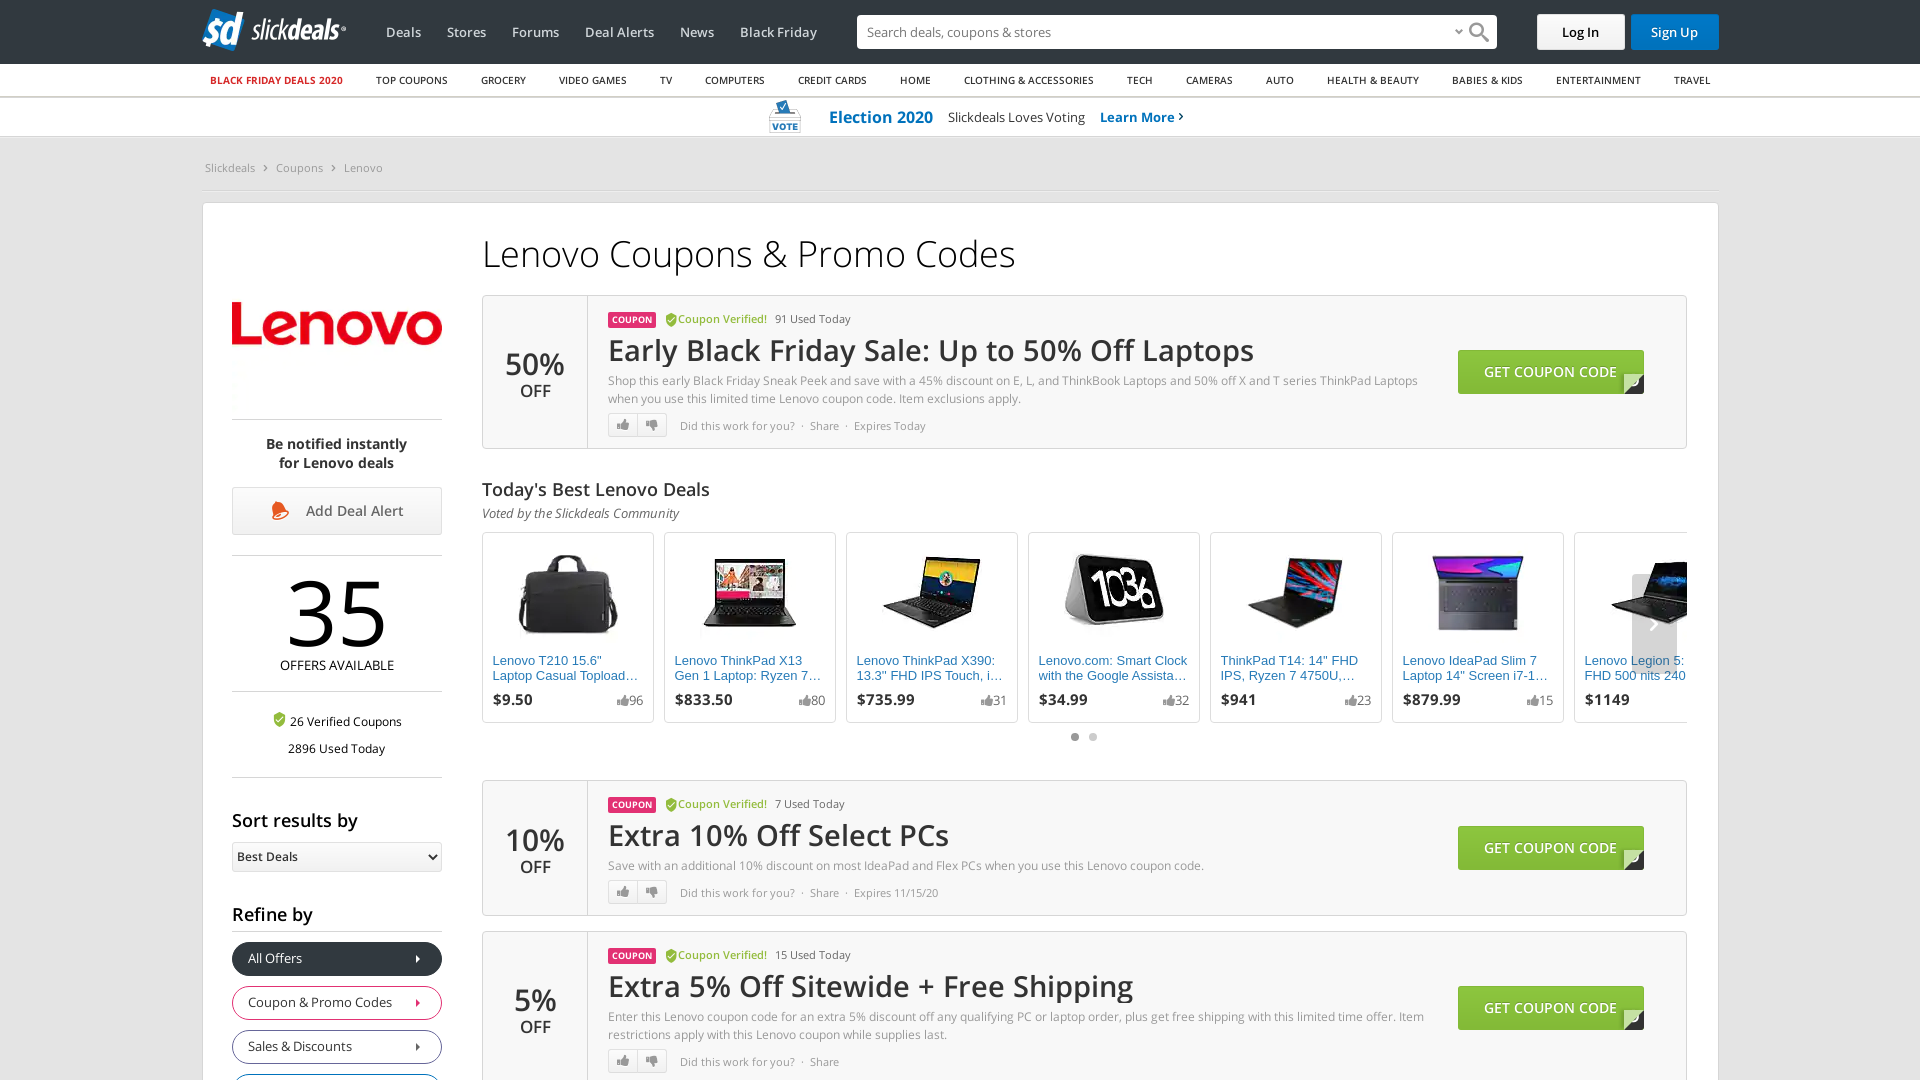 slickdeals
Deals
Stores
Forums
Deal Alerts
News
Black Friday
Search deals, coupons & stores
Log In
Sign Up
BLACK FRIDAY DEALS 2020
TOP COUPONS
GROCERY
VIDEO GAMES
TV
COMPUTERS
CREDIT CARDS
HOME
CLOTHING & ACCESSORIES
TECH
CAMERAS
AUTO
HEALTH & BEAUTY
BABIES & KIDS
ENTERTAINMENT
TRAVEL
VOTE
Election 2020 Slickdeals Loves Voting Learn More
Slickdeals > Coupons > Lenovo
Lenovo
Be notified instantly
for Lenovo deals
Add Deal Alert
35
OFFERS AVAILABLE
26 Verified Coupons
2896 Used Today
Sort results by
Best Deals
Refine by
All Offers
Coupon & Promo Codes
Sales & Discounts
Lenovo Coupons & Promo Codes
50%
OFF
COUPON Coupon Verified! 91 Used Today
Early Black Friday Sale: Up to 50% Off Laptops
Shop this early Black Friday Sneak Peek and save with a 45% discount on E, L, and ThinkBook Laptops and 50% off X and T series ThinkPad Laptops
when you use this limited time Lenovo coupon code. Item exclusions apply.
Did this work for you? · Share · Expires Today
GET COUPON CODE
Today's Best Lenovo Deals
Voted by the Slickdeals Community
Lenovo T210 15.6"
Laptop Casual Topload…
$9.50 96
Lenovo ThinkPad X13
Gen 1 Laptop: Ryzen 7…
$833.50 80
Lenovo ThinkPad X390:
13.3" FHD IPS Touch, i…
$735.99 31
Lenovo.com: Smart Clock
with the Google Assista…
$34.99 32
ThinkPad T14: 14" FHD
IPS, Ryzen 7 4750U,…
$941 23
Lenovo IdeaPad Slim 7
Laptop 14" Screen i7-1…
$879.99 15
Lenovo Legion 5:
FHD 500 nits 240
$1149
10%
OFF
COUPON Coupon Verified! 7 Used Today
Extra 10% Off Select PCs
Save with an additional 10% discount on most IdeaPad and Flex PCs when you use this Lenovo coupon code.
Did this work for you? · Share · Expires 11/15/20
GET COUPON CODE
5%
OFF
COUPON Coupon Verified! 15 Used Today
Extra 5% Off Sitewide + Free Shipping
Enter this Lenovo coupon code for an extra 5% discount off any qualifying PC or laptop order, plus get free shipping with this limited time offer. Item
restrictions apply with this Lenovo coupon while supplies last.
Did this work for you? · Share
GET COUPON CODE